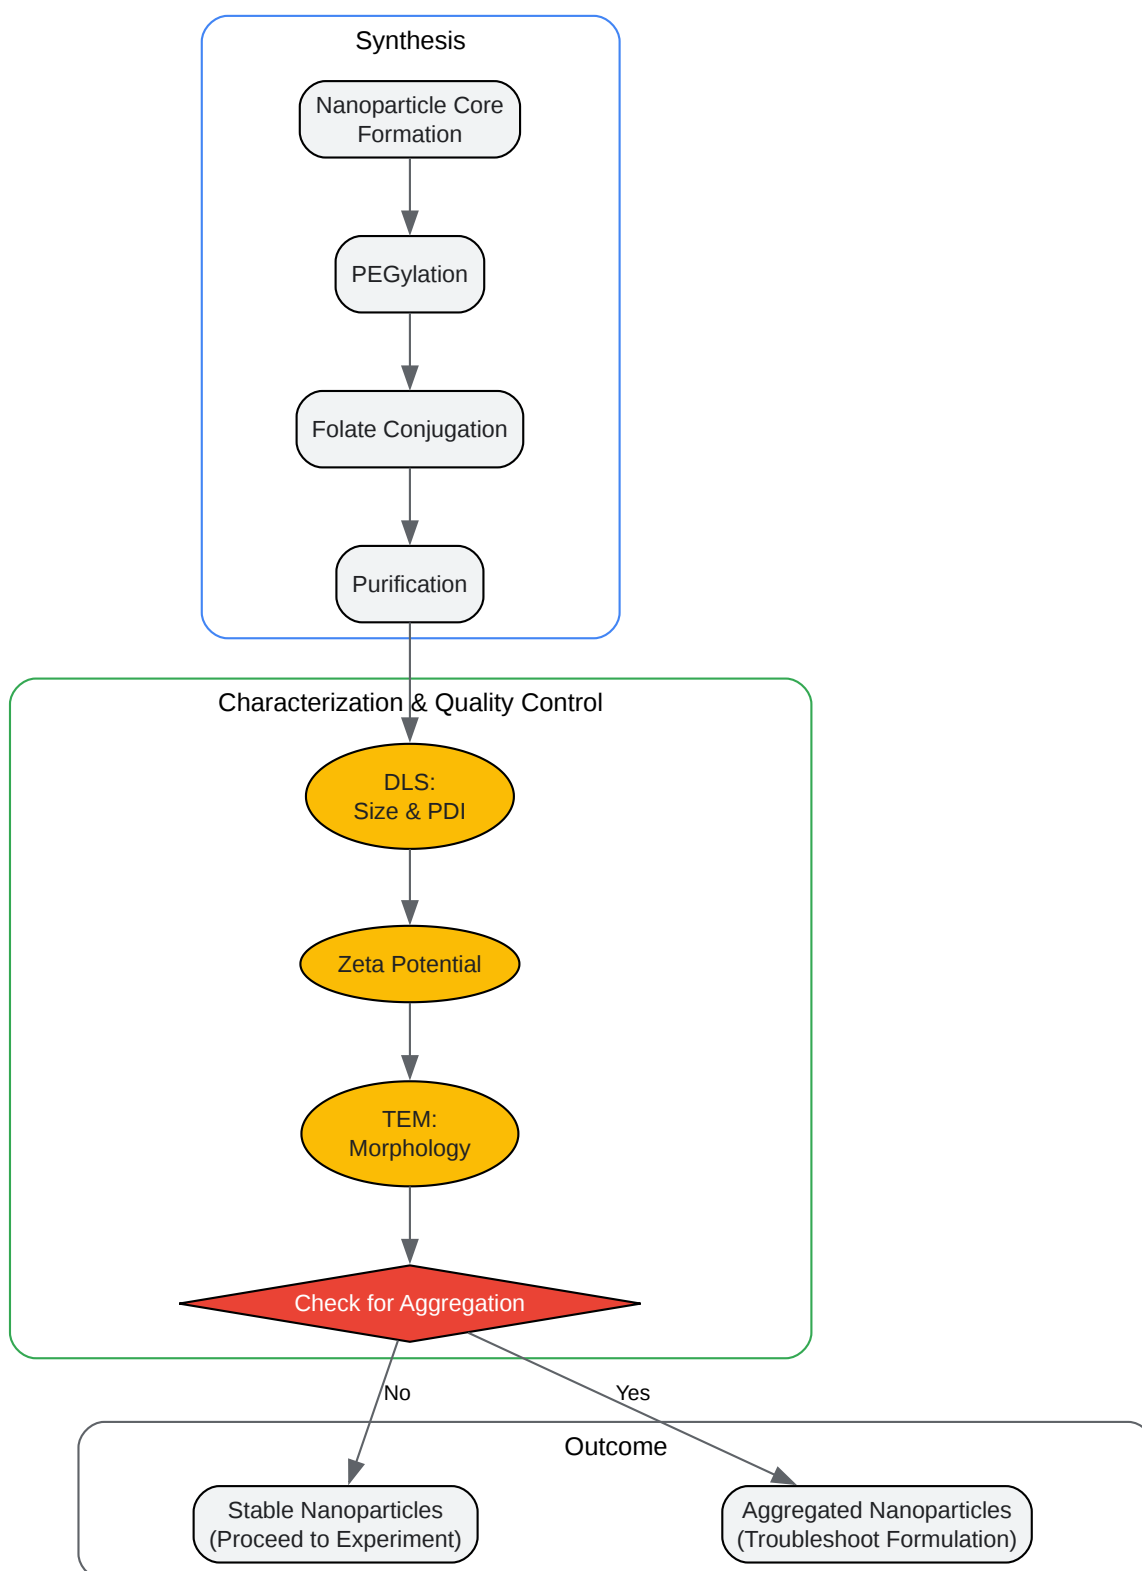 Synthesis
Nanoparticle Core
Formation
PEGylation
Folate Conjugation
Purification
Characterization & Quality Control
DLS:
Size & PDI
Zeta Potential
TEM:
Morphology
Check for Aggregation
No
Yes
Outcome
Stable Nanoparticles
(Proceed to Experiment)
Aggregated Nanoparticles
(Troubleshoot Formulation)